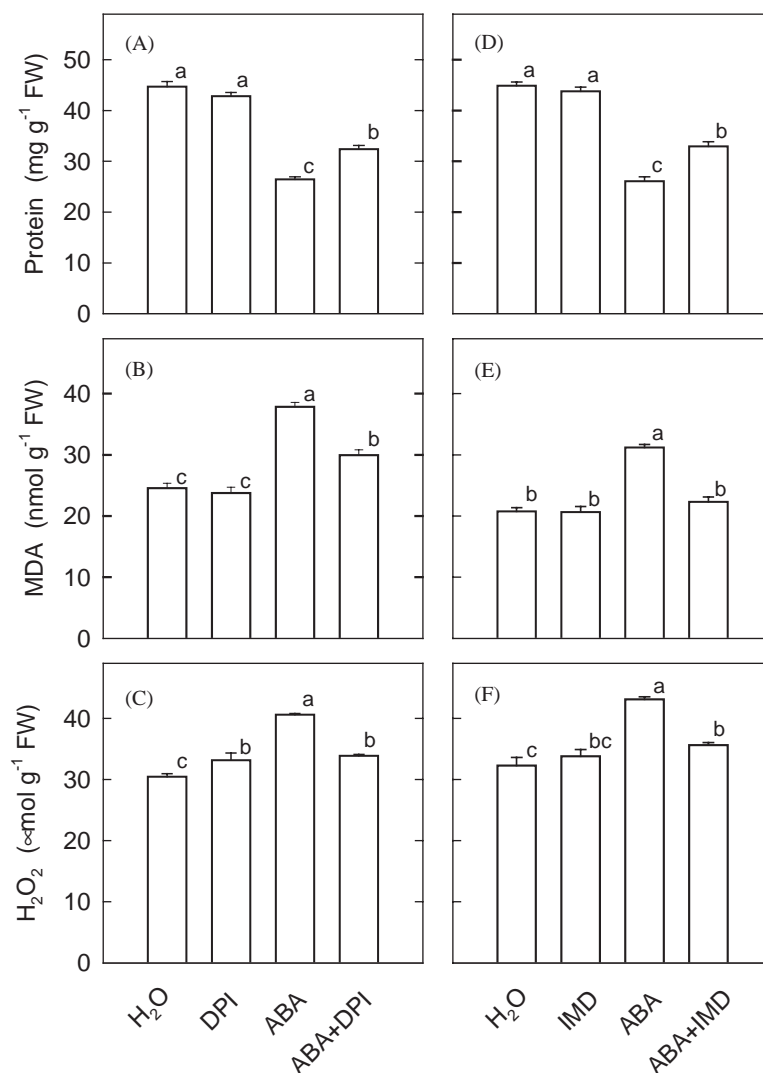 (A)
Protein (mg g⁻¹ FW)
50
40
30
20
10
0
a
a
c
b
(D)
a
a
c
b
(B)
MDA (nmol g⁻¹ FW)
40
30
20
10
0
c
c
a
b
(E)
b
b
a
b
(C)
H₂O₂ (∝mol g⁻¹ FW)
40
30
20
10
0
c
b
a
b
(F)
c
bc
a
b
H₂O
DPI
ABA
ABA+DPI
H₂O
IMD
ABA
ABA+IMD